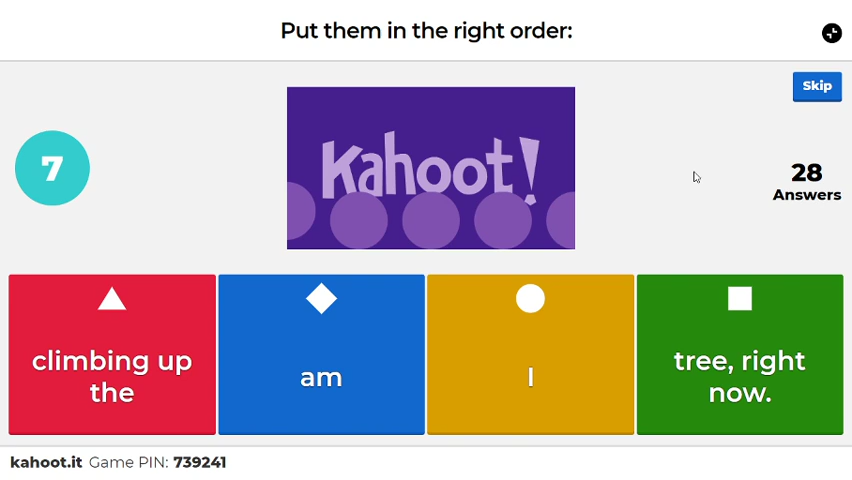 Put them in the right order:
Skip
7
Kahoot!
28
Answers
climbing up
the
am
I
tree, right
now.
kahoot.it Game PIN: 739241